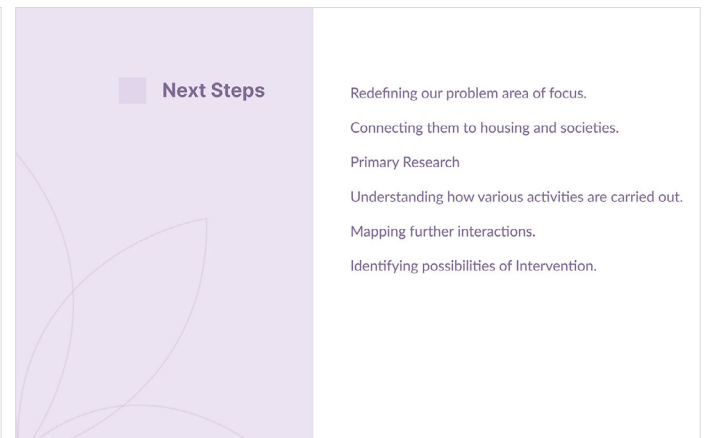 Next Steps
Redefining our problem area of focus.
Connecting them to housing and societies.
Primary Research
Understanding how various activities are carried out.
Mapping further interactions.
Identifying possibilities of Intervention.